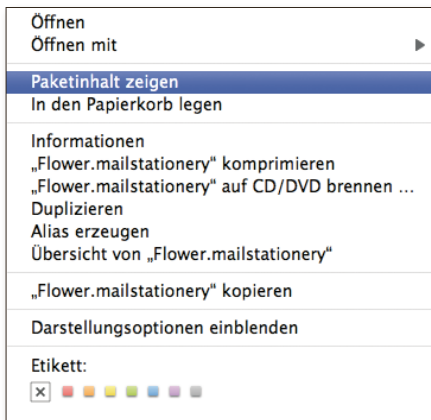 Öffnen
Öffnen mit
Paketinhalt zeigen
In den Papierkorb legen
Informationen
„Flower.mailstationery“ komprimieren
„Flower.mailstationery“ auf CD/DVD brennen ...
Duplizieren
Alias erzeugen
Übersicht von „Flower.mailstationery“
„Flower.mailstationery“ kopieren
Darstellungsoptionen einblenden
Etikett: